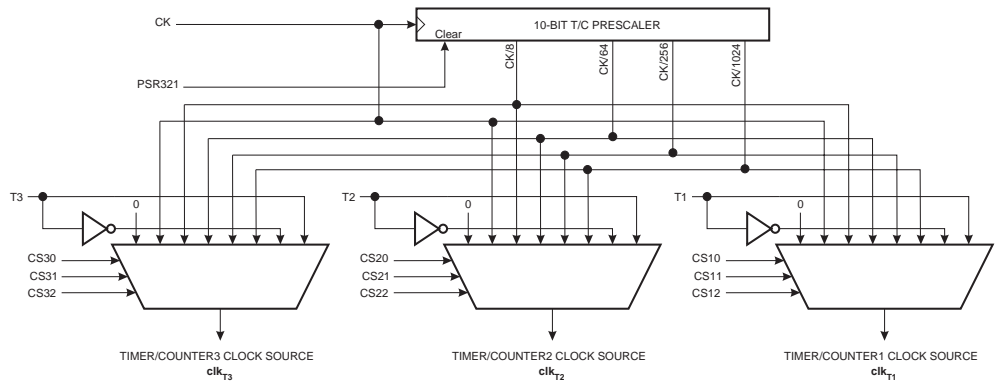 CK
10-BIT T/C PRESCALER
Clear
CK/8
CK/64
CK/256
CK/1024
PSR321
T3
0
T2
0
T1
0
CS30
CS31
CS32
CS20
CS21
CS22
CS10
CS11
CS12
TIMER/COUNTER3 CLOCK SOURCE
clkT3
TIMER/COUNTER2 CLOCK SOURCE
clkT2
TIMER/COUNTER1 CLOCK SOURCE
clkT1